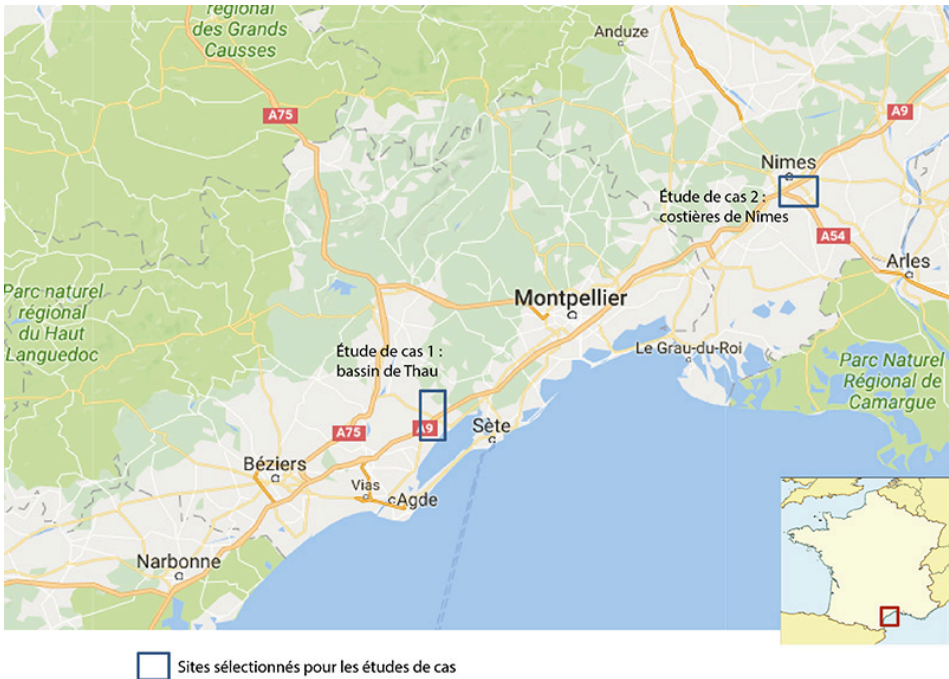 régional
des Grands
Causses
Anduze
A75
A9
Nîmes
Étude de cas 2 :
costières de Nîmes
A54
Arles
Parc naturel
régional
du Haut
Languedoc
Montpellier
Étude de cas 1 :
bassin de Thau
Le Grau-du-Roi
Parc Naturel
Régional de
Camargue
A75
A9
Sète
Béziers
Vias
Agde
Narbonne
Sites sélectionnés pour les études de cas